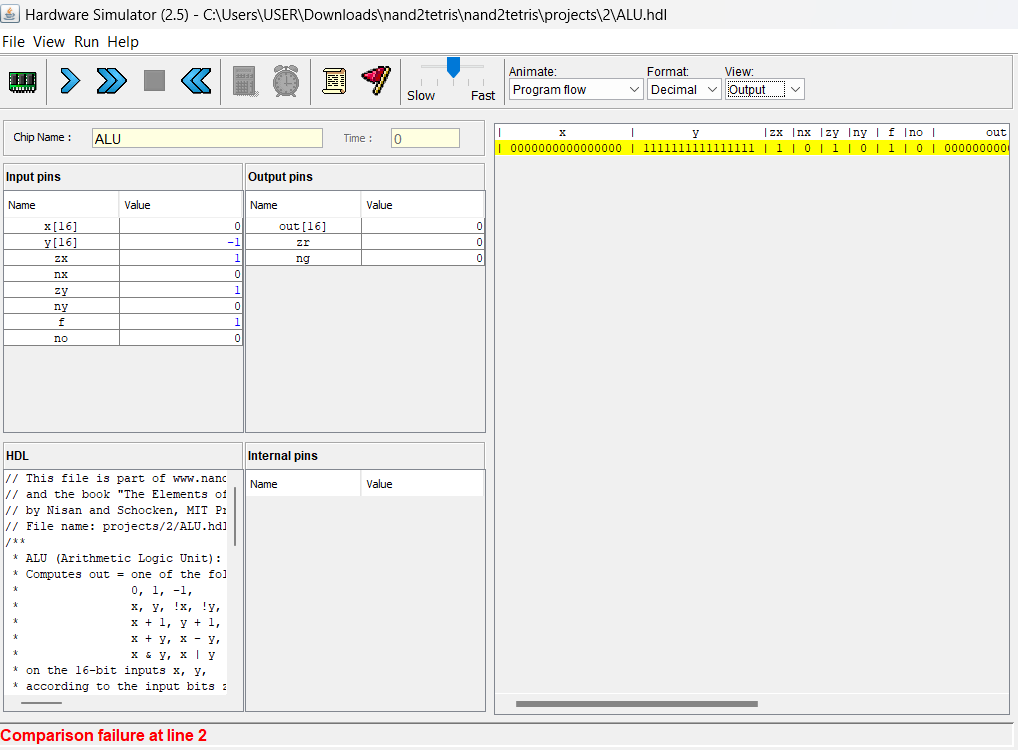 Hardware Simulator (2.5) - C:\Users\USER\Downloads\nand2tetris\nand2tetris\projects\2\ALU.hdl
File View Run Help
Slow Fast
Animate: Format: View:
Program flow Decimal Output
Chip Name : ALU Time : 0
Input pins
Name Value
x[16] 0
y[16] -1
zx 1
nx 0
zy 1
ny 0
f 1
no 0
Output pins
Name Value
out[16] 0
zr 0
ng 0
| x | y |zx |nx |zy |ny | f |no | out
| 0000000000000000 | 1111111111111111 | 1 | 0 | 1 | 0 | 1 | 0 | 000000000
HDL
// This file is part of www.nand
// and the book "The Elements of
// by Nisan and Schocken, MIT Pr
// File name: projects/2/ALU.hdl
/**
* ALU (Arithmetic Logic Unit):
* Computes out = one of the fol
* 0, 1, -1,
* x, y, !x, !y,
* x + 1, y + 1,
* x + y, x - y,
* x & y, x | y
* on the 16-bit inputs x, y,
* according to the input bits z
Internal pins
Name Value
Comparison failure at line 2